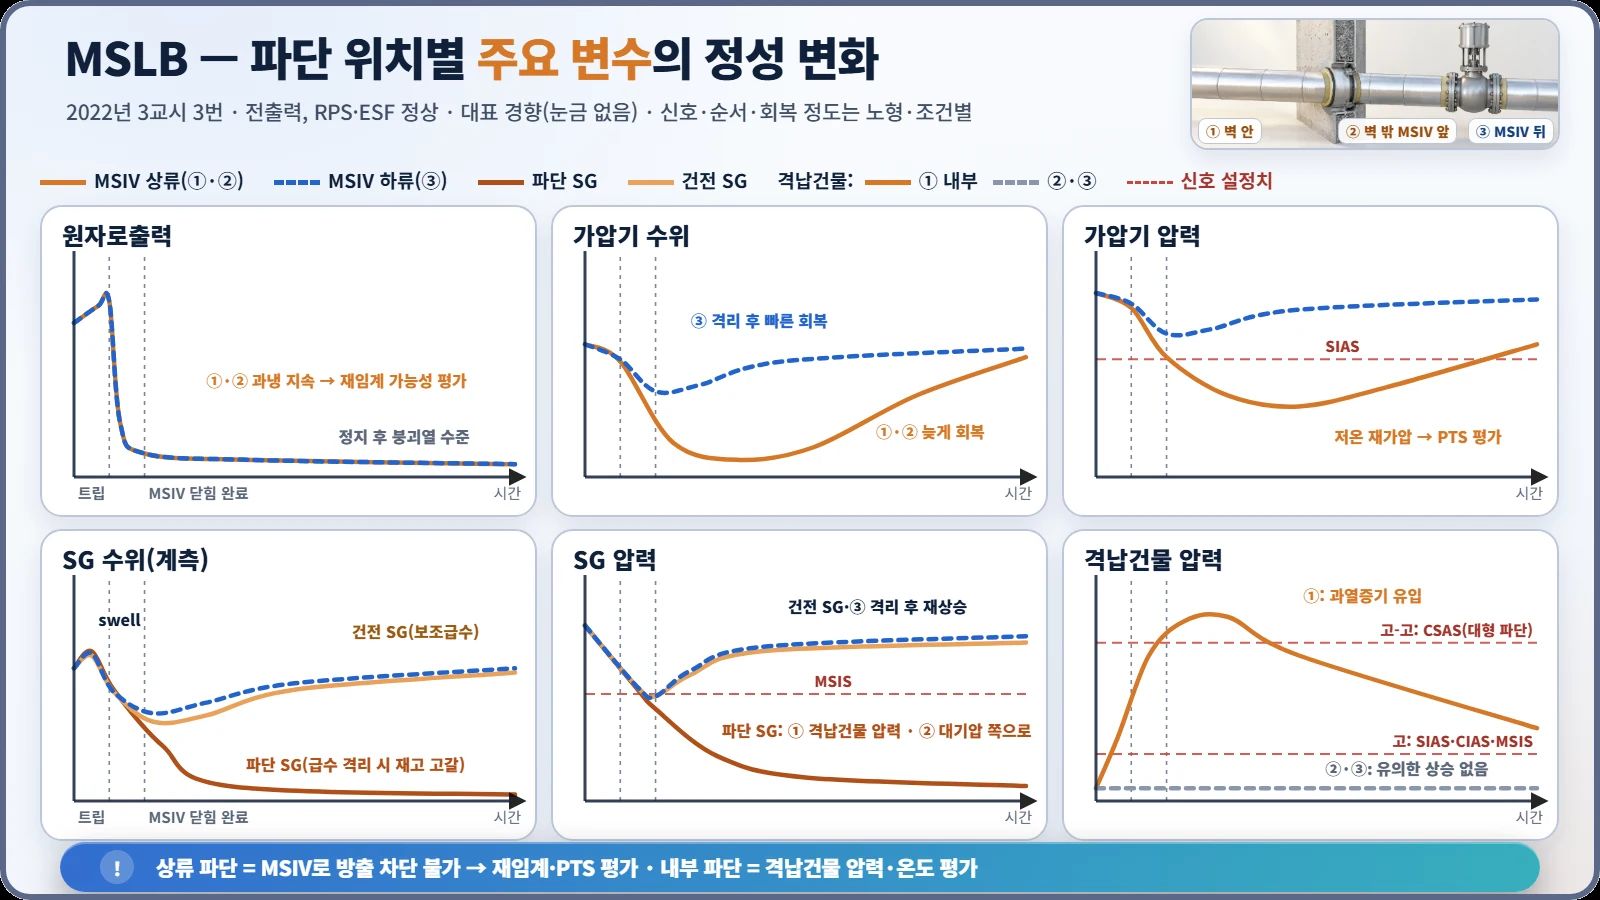 MSLB — 파단 위치별 주요 변수의 정성 변화
2022년 3교시 3번 · 전출력, RPS·ESF 정상 · 대표 경향(눈금 없음) · 신호·순서·회복 정도는 노형·조건별
① 벽 안
② 벽 밖 MSIV 앞
③ MSIV 뒤
MSIV 상류(①·②)
MSIV 하류(③)
파단 SG
건전 SG
격납건물:
① 내부
②·③
신호 설정치
원자로출력
①·② 과냉 지속 → 재임계 가능성 평가
정지 후 붕괴열 수준
트립
MSIV 닫힘 완료
시간
가압기 수위
③ 격리 후 빠른 회복
①·② 늦게 회복
시간
가압기 압력
SIAS
저온 재가압 → PTS 평가
시간
SG 수위(계측)
swell
건전 SG(보조급수)
파단 SG(급수 격리 시 재고 고갈)
트립
MSIV 닫힘 완료
시간
SG 압력
건전 SG·③ 격리 후 재상승
MSIS
파단 SG: ① 격납건물 압력 · ② 대기압 쪽으로
시간
격납건물 압력
①: 과열증기 유입
고-고: CSAS(대형 파단)
고: SIAS·CIAS·MSIS
②·③: 유의한 상승 없음
시간
! 상류 파단 = MSIV로 방출 차단 불가 → 재임계·PTS 평가 · 내부 파단 = 격납건물 압력·온도 평가